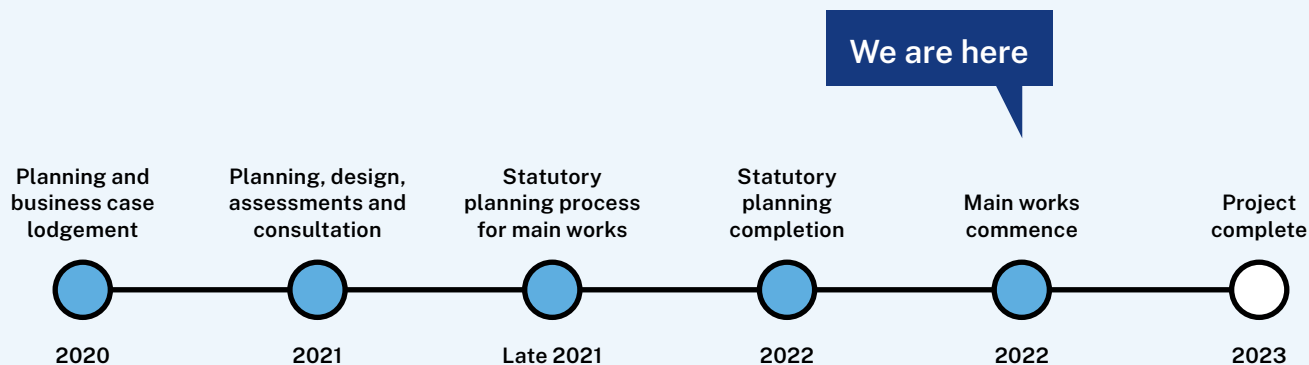 We are here
Planning and
business case
lodgement
Planning, design,
assessments and
consultation
Statutory
planning process
for main works
Statutory
planning
completion
Main works
commence
Project
complete
2020
2021
Late 2021
2022
2022
2023